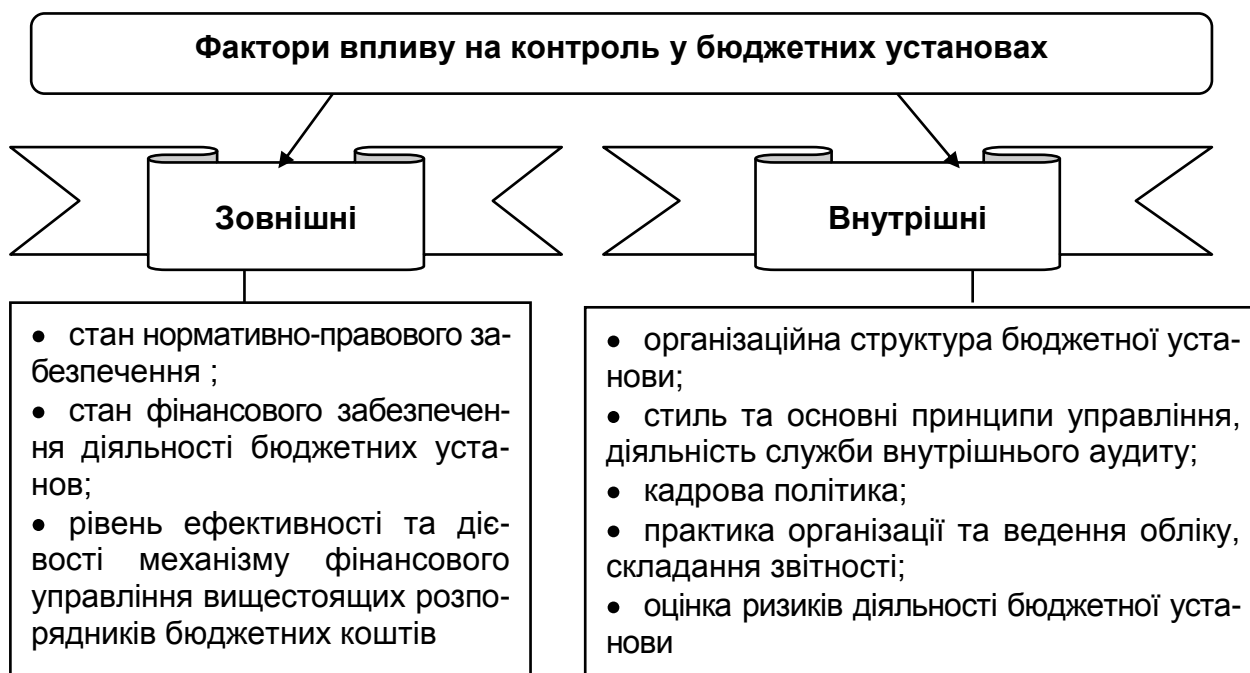 Фактори впливу на контроль у бюджетних установах
Зовнішні
Внутрішні
• стан нормативно-правового за-
безпечення ;
• стан фінансового забезпечен-
ня діяльності бюджетних уста-
нов;
• рівень ефективності та діє-
вості механізму фінансового
управління вищестоящих розпо-
рядників бюджетних коштів
• організаційна структура бюджетної уста-
нови;
• стиль та основні принципи управління,
діяльність служби внутрішнього аудиту;
• кадрова політика;
• практика організації та ведення обліку,
складання звітності;
• оцінка ризиків діяльності бюджетної уста-
нови